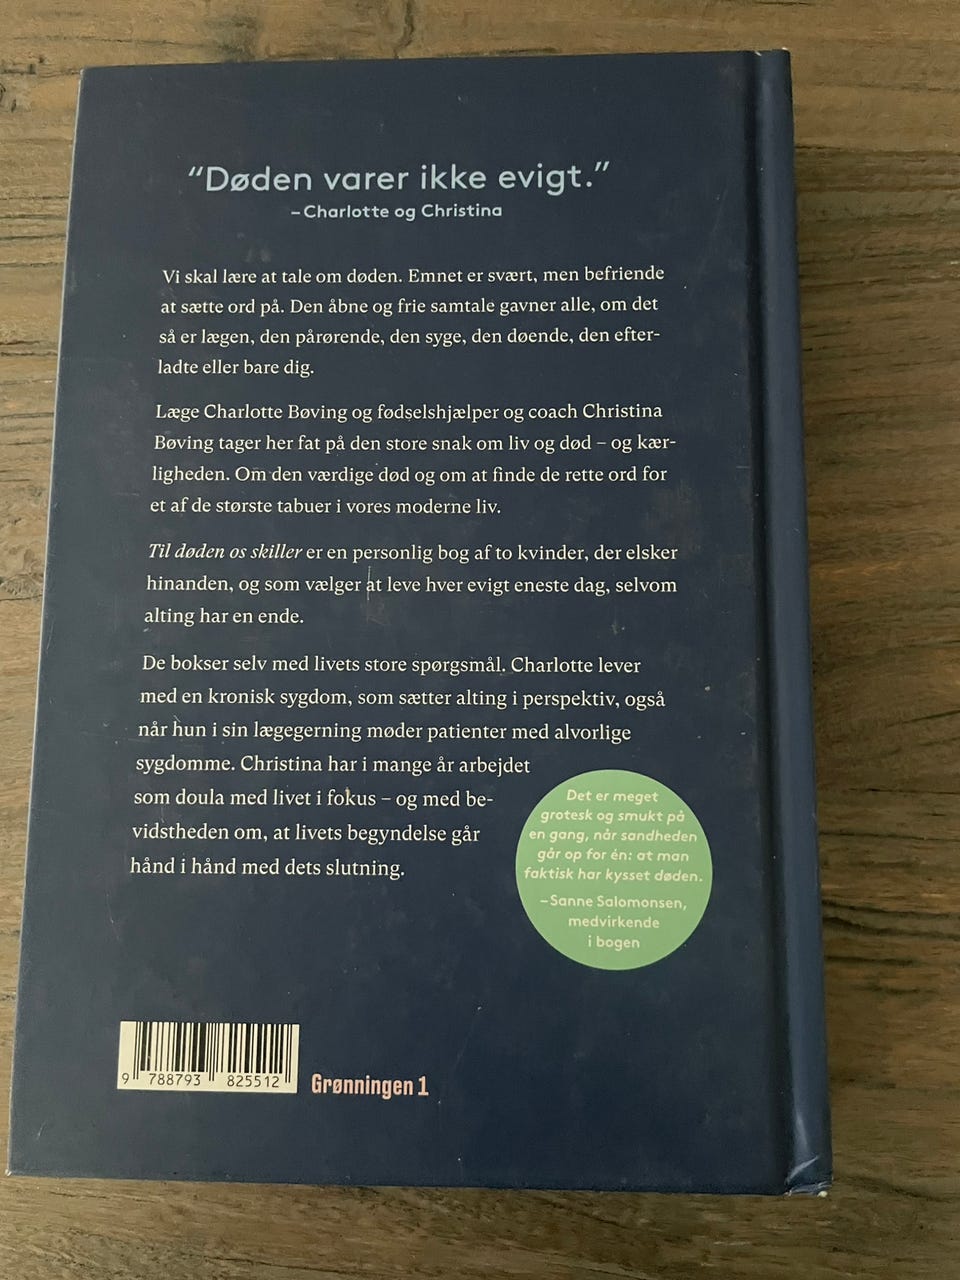 “Døden varer ikke evigt.”
– Charlotte og Christina
Vi skal lære at tale om døden. Emnet er svært, men befriende
at sætte ord på. Den åbne og frie samtale gavner alle, om det
så er lægen, den pårørende, den syge, den døende, den efter-
ladte eller bare dig.
Læge Charlotte Bøving og fødselshjælper og coach Christina
Bøving tager her fat på den store snak om liv og død – og kær-
ligheden. Om den værdige død og om at finde de rette ord for
et af de største tabuer i vores moderne liv.
Til døden os skiller er en personlig bog af to kvinder, der elsker
hinanden, og som vælger at leve hver evigt eneste dag, selvom
alting har en ende.
De bokser selv med livets store spørgsmål. Charlotte lever
med en kronisk sygdom, som sætter alting i perspektiv, også
når hun i sin lægegerning møder patienter med alvorlige
sygdomme. Christina har i mange år arbejdet
som doula med livet i fokus – og med be-
vidstheden om, at livets begyndelse går
hånd i hånd med dets slutning.
Det er meget
grotesk og smukt på
en gang, når sandheden
går op for én: at man
faktisk har kysset døden.
– Sanne Salomonsen,
medvirkende
i bogen
9 788793 825512
Grønningen 1